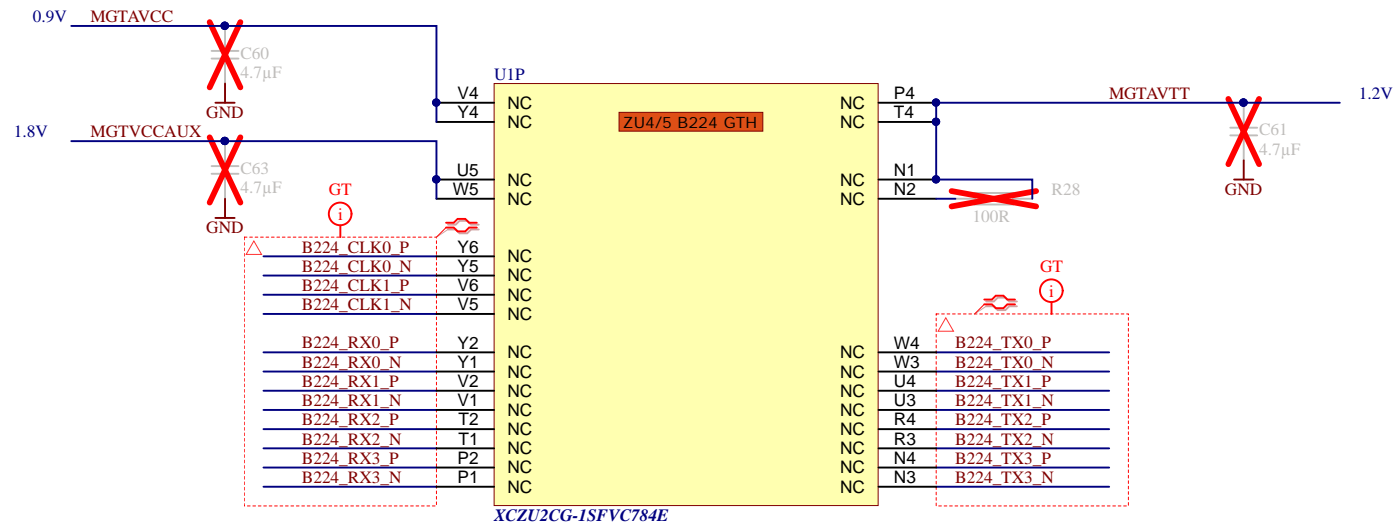 0.9V MGTAVCC
C60
4.7µF
GND
1.8V MGTVCCAUX
C63
4.7µF
GND
U1P
ZU4/5 B224 GTH
V4 NC
Y4 NC
U5 NC
W5 NC
NC P4
NC T4
NC N1
NC N2
MGTAVTT 1.2V
C61
4.7µF
GND
R28
100R
GT
i
B224_CLK0_P Y6 NC
B224_CLK0_N Y5 NC
B224_CLK1_P V6 NC
B224_CLK1_N V5 NC
B224_RX0_P Y2 NC
B224_RX0_N Y1 NC
B224_RX1_P V2 NC
B224_RX1_N V1 NC
B224_RX2_P T2 NC
B224_RX2_N T1 NC
B224_RX3_P P2 NC
B224_RX3_N P1 NC
GT
i
NC W4 B224_TX0_P
NC W3 B224_TX0_N
NC U4 B224_TX1_P
NC U3 B224_TX1_N
NC R4 B224_TX2_P
NC R3 B224_TX2_N
NC N4 B224_TX3_P
NC N3 B224_TX3_N
XCZU2CG-1SFVC784E